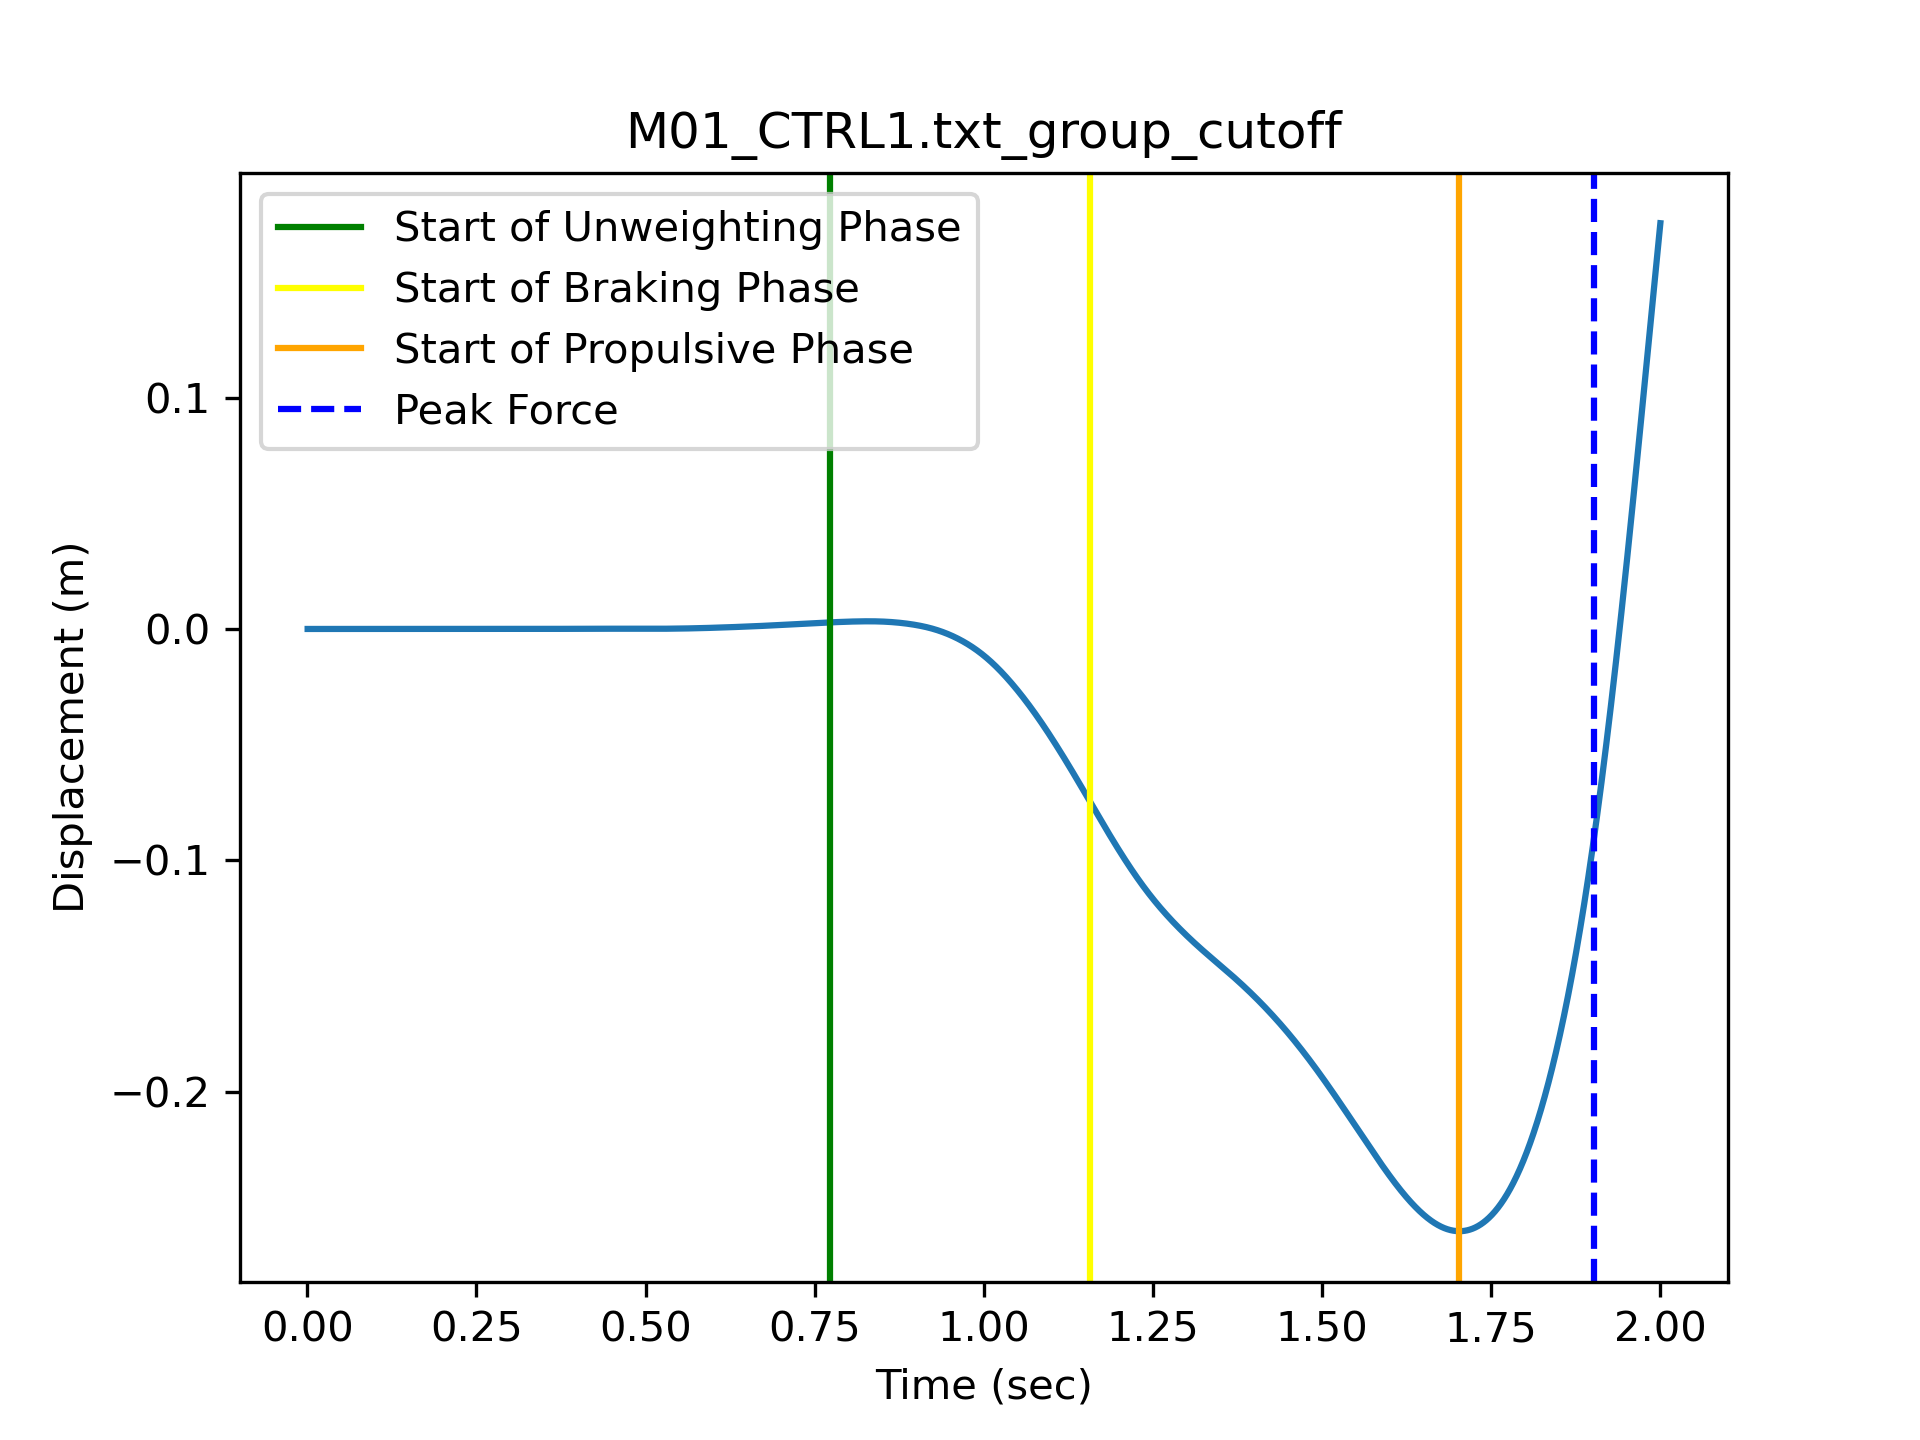 M01_CTRL1.txt_group_cutoff
Start of Unweighting Phase
Start of Braking Phase
Start of Propulsive Phase
Peak Force
Displacement (m)
0.1
0.0
−0.1
−0.2
0.00 0.25 0.50 0.75 1.00 1.25 1.50 1.75 2.00
Time (sec)